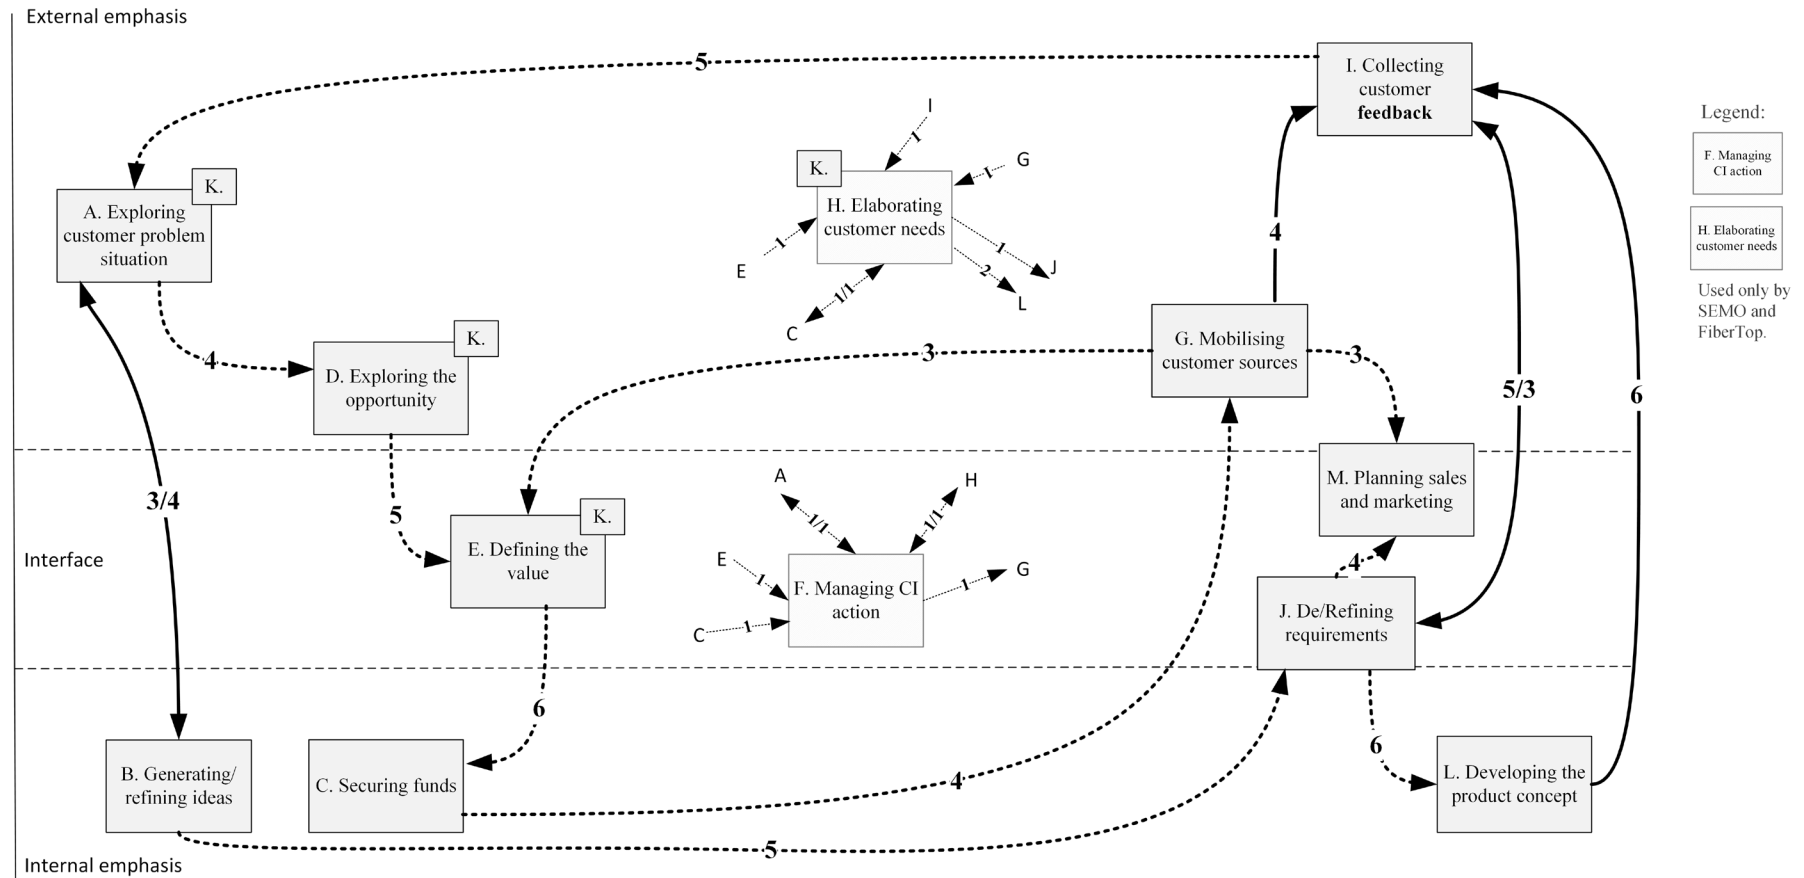 External emphasis
5
I. Collecting
customer
feedback
Legend:
F. Managing
CI action
H. Elaborating
customer needs
Used only by
SEMO and
FiberTop.
K.
A. Exploring
customer problem
situation
I
1
G
1
K.
H. Elaborating
customer needs
1
E
1
J
2
L
1/1
C
4
G. Mobilising
customer sources
K.
4
D. Exploring the
opportunity
3
3
5/3
6
3/4
5
M. Planning sales
and marketing
K.
E. Defining the
value
Interface
A
H
1/1
1/1
E
1
F. Managing CI
action
1
G
C
1
4
J. De/Refining
requirements
6
6
B. Generating/
refining ideas
C. Securing funds
4
L. Developing the
product concept
5
Internal emphasis